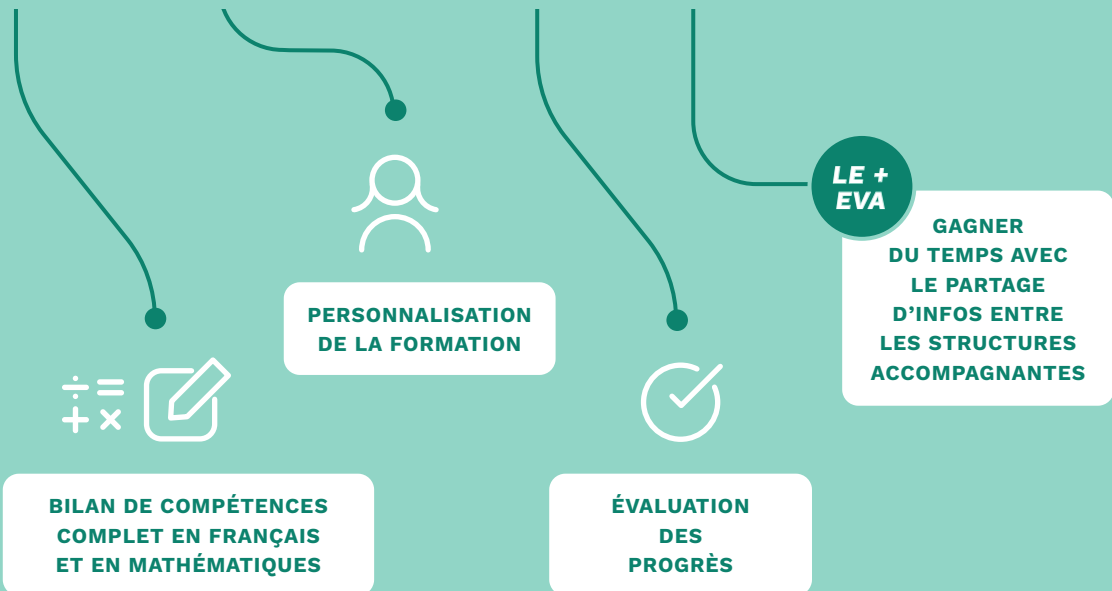 BILAN DE COMPÉTENCES
COMPLET EN FRANÇAIS
ET EN MATHÉMATIQUES
PERSONNALISATION
DE LA FORMATION
ÉVALUATION
DES
PROGRÈS
LE +
EVA
GAGNER
DU TEMPS AVEC
LE PARTAGE
D’INFOS ENTRE
LES STRUCTURES
ACCOMPAGNANTES